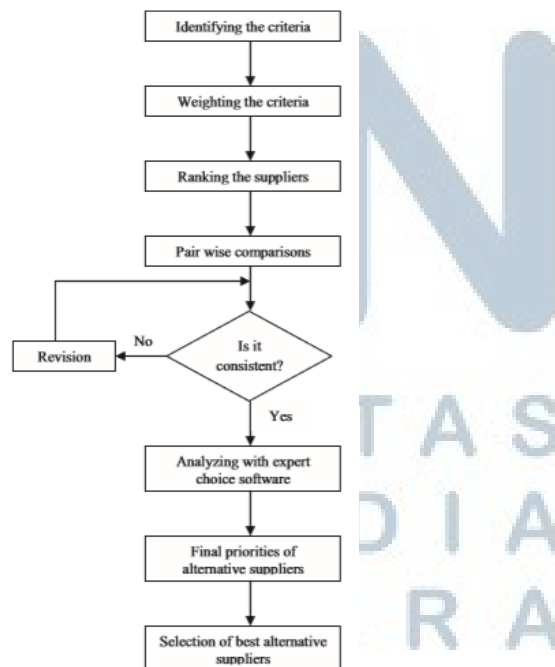 Identifying the criteria
Weighting the criteria
Ranking the suppliers
Pair wise comparisons
Is it
consistent?
No
Revision
Yes
Analyzing with expert
choice software
Final priorities of
alternative suppliers
Selection of best alternative
suppliers
N
T A S
D I A
R A